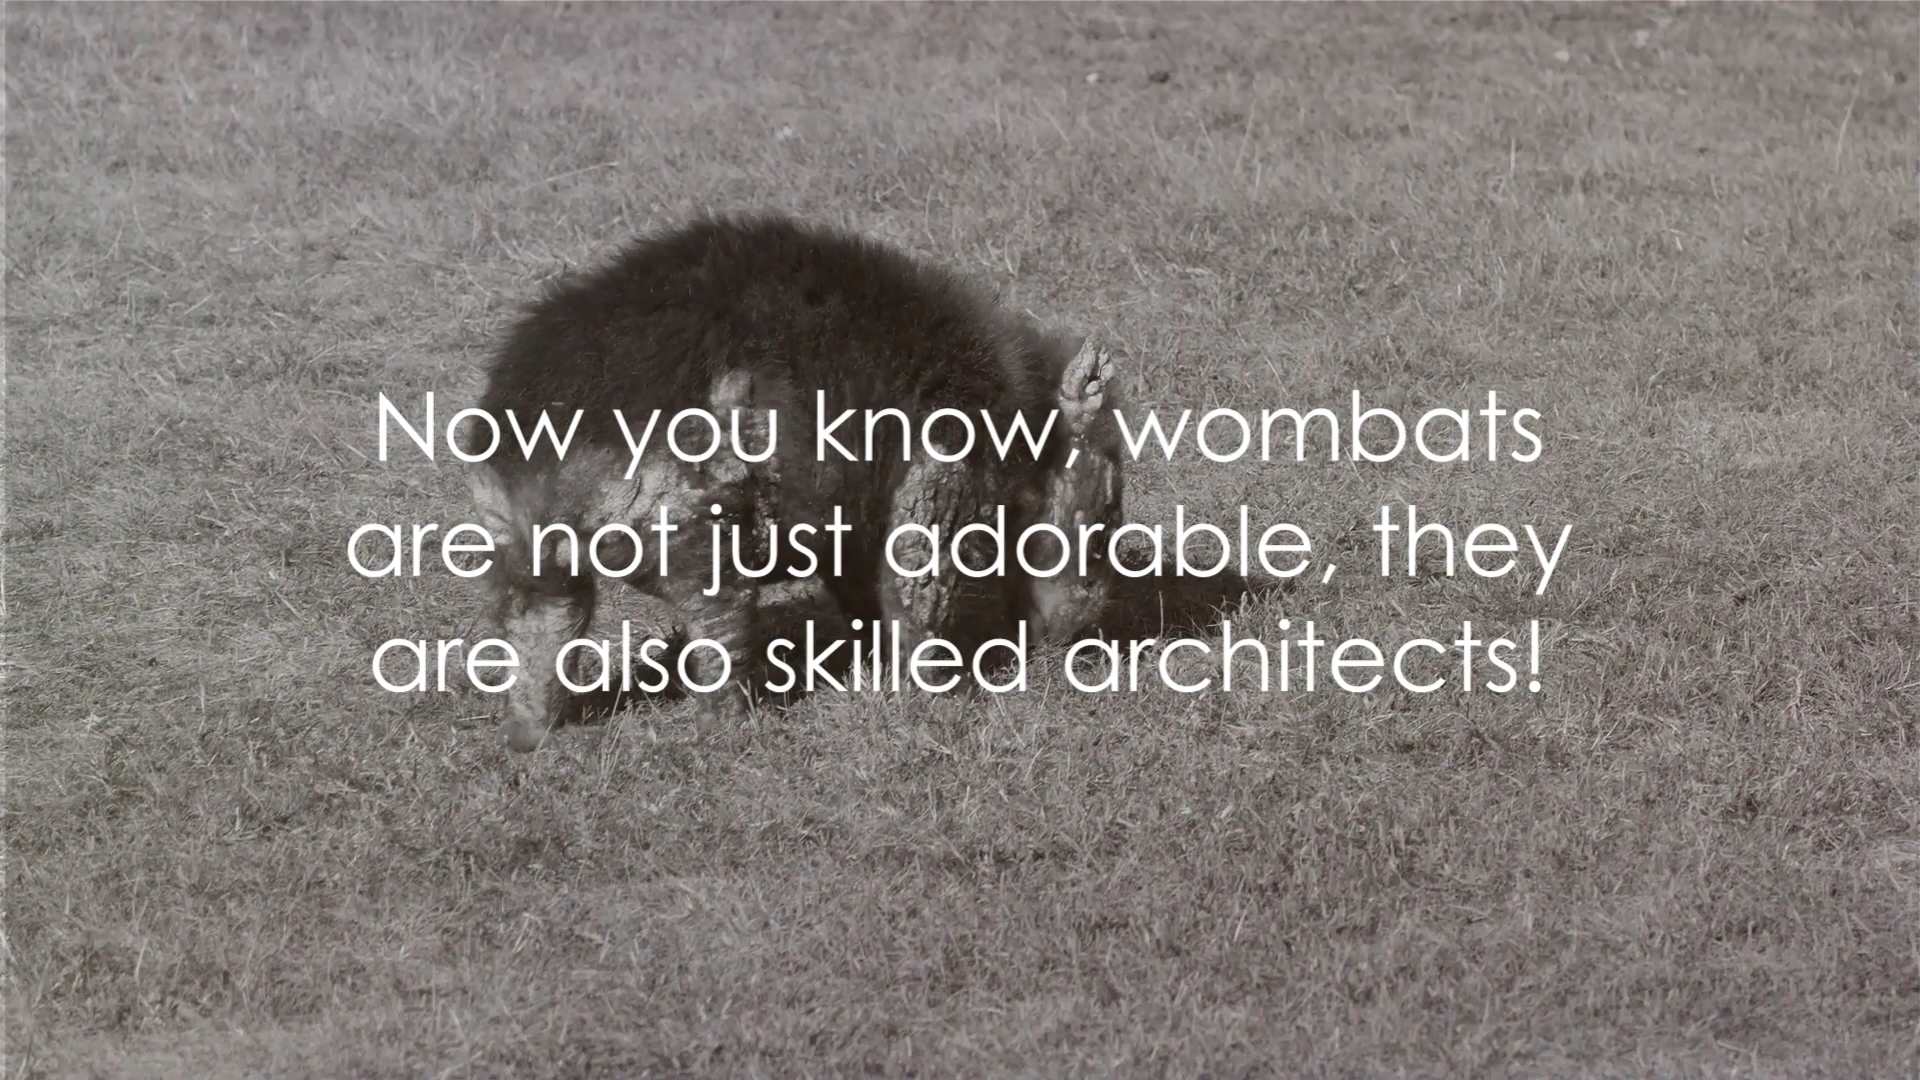 Now you know, wombats
are not just adorable, they
are also skilled architects!